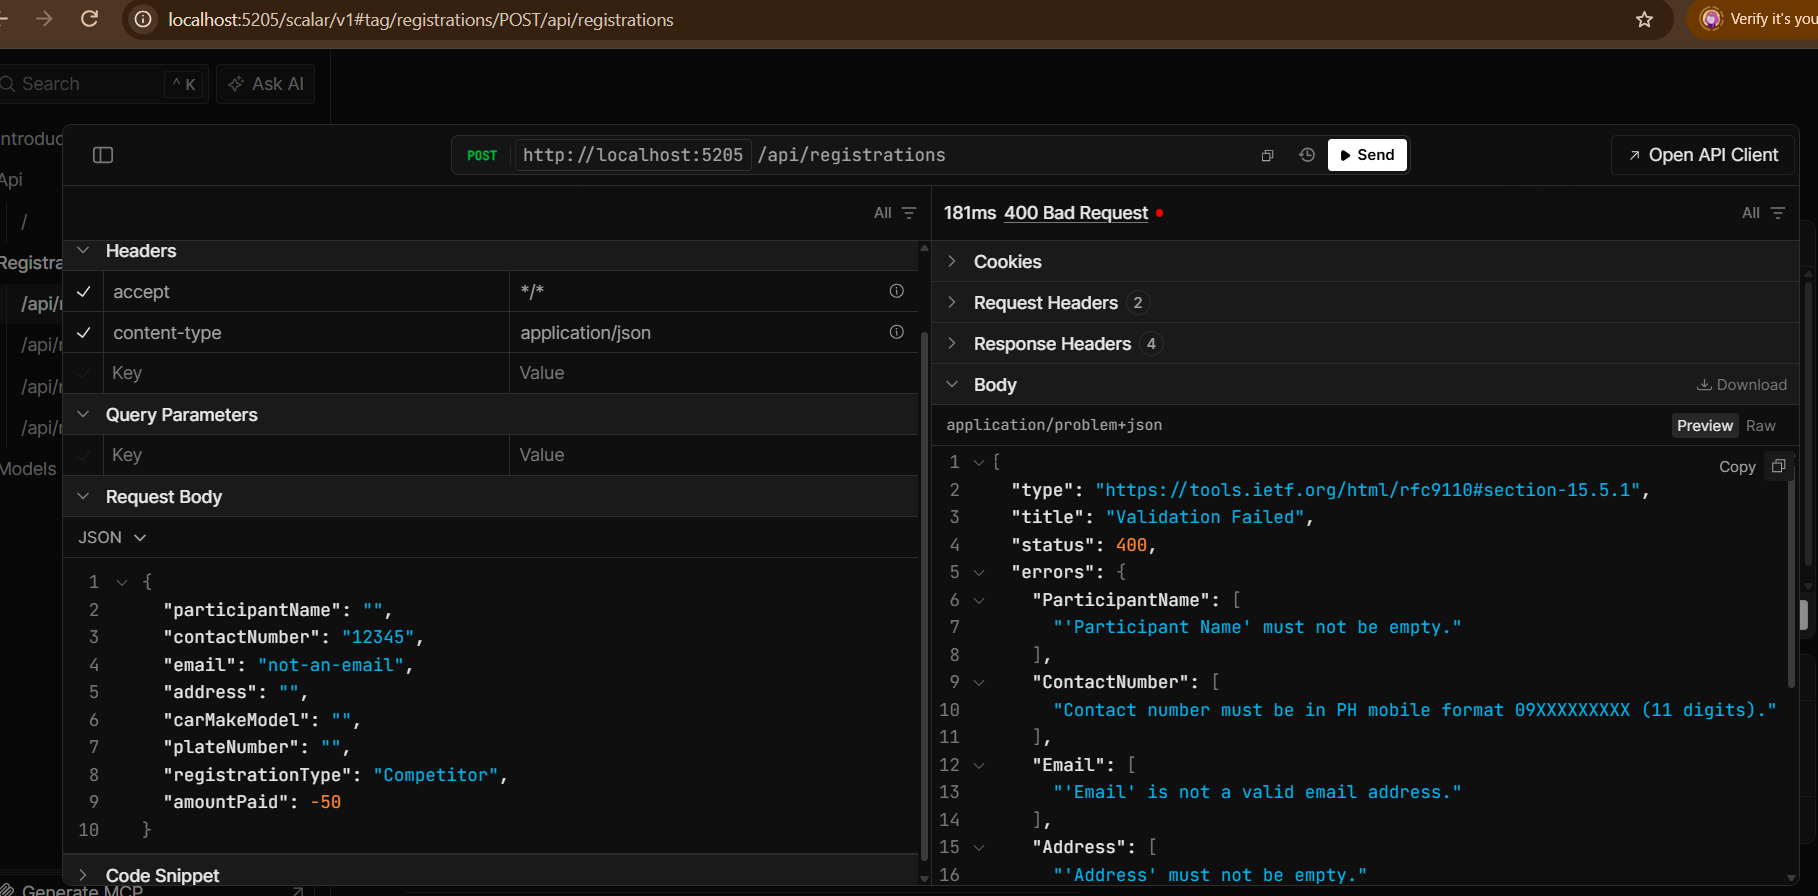 localhost:5205/scalar/v1#tag/registrations/POST/api/registrations
Verify it's you
Search
^ K
Ask AI
Api
/
Models
POST http://localhost:5205 /api/registrations
Send
Open API Client
All
Headers
accept */*
content-type application/json
Key Value
Query Parameters
Key Value
Request Body
JSON
1 {
2 "participantName": "",
3 "contactNumber": "12345",
4 "email": "not-an-email",
5 "address": "",
6 "carMakeModel": "",
7 "plateNumber": "",
8 "registrationType": "Competitor",
9 "amountPaid": -50
10 }
Code Snippet
Generate MCP
181ms 400 Bad Request
All
Cookies
Request Headers 2
Response Headers 4
Body
Download
application/problem+json
Preview Raw
Copy
1 {
2 "type": "https://tools.ietf.org/html/rfc9110#section-15.5.1",
3 "title": "Validation Failed",
4 "status": 400,
5 "errors": {
6 "ParticipantName": [
7 "'Participant Name' must not be empty."
8 ],
9 "ContactNumber": [
10 "Contact number must be in PH mobile format 09XXXXXXXXX (11 digits)."
11 ],
12 "Email": [
13 "'Email' is not a valid email address."
14 ],
15 "Address": [
16 "'Address' must not be empty."